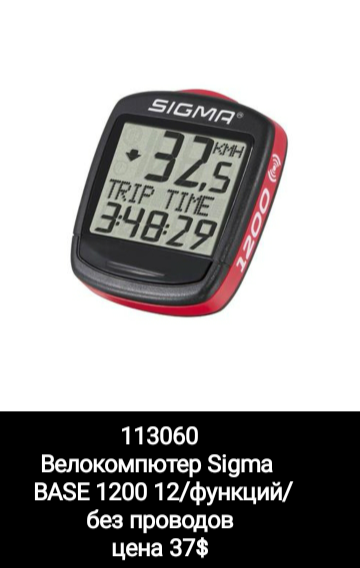 SIGMA®
32,5 KMH
TRIP TIME
3:48:29
1200
113060
Велокомпютер Sigma
BASE 1200 12/функций/
без проводов
цена 37$